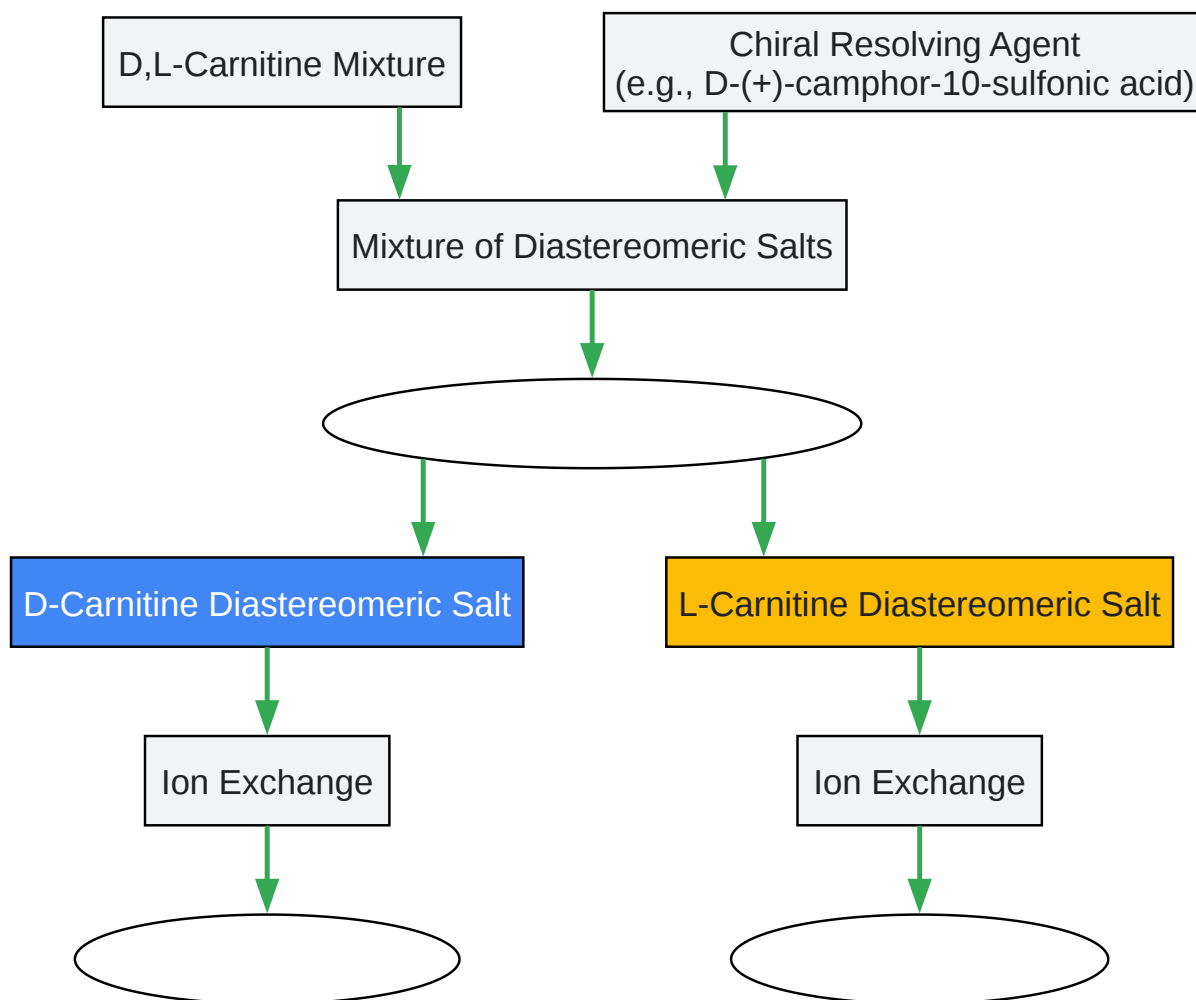 D,L-Carnitine Mixture
Chiral Resolving Agent
(e.g., D-(+)-camphor-10-sulfonic acid)
Mixture of Diastereomeric Salts
D-Carnitine Diastereomeric Salt
L-Carnitine Diastereomeric Salt
Ion Exchange
Ion Exchange